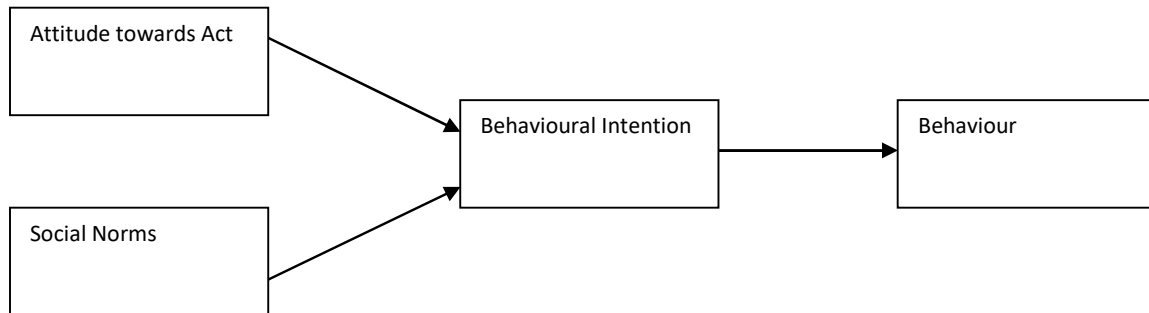 Attitude towards Act
Behavioural Intention
Behaviour
Social Norms